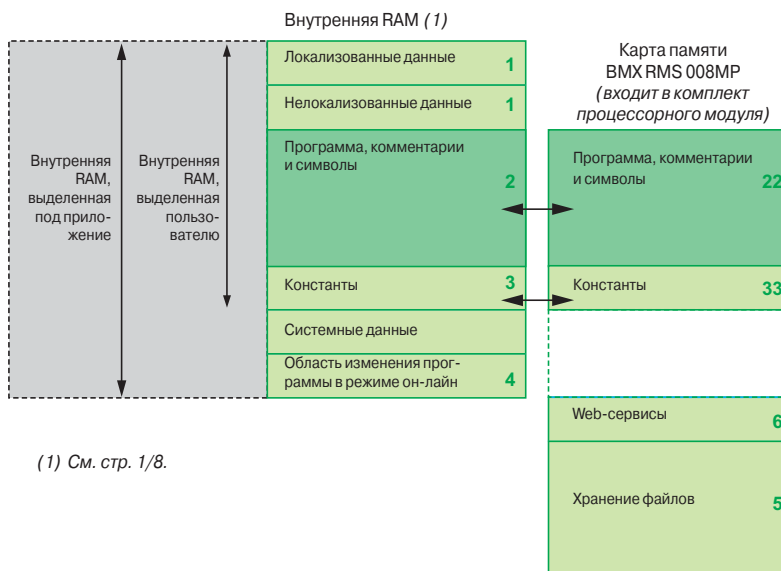 Внутренняя RAM (1)
Карта памяти
BMX RMS 008MP
(входит в комплект
процессорного модуля)
Внутренняя
RAM,
выделенная
под прило-
жение
Внутренняя
RAM,
выделенная
пользо-
вателю
Локализованные данные 1
Нелокализованные данные 1
Программа, комментарии
и символы
2
Константы 3
Системные данные
Область изменения прог-
раммы в режиме он-лайн 4
Программа, комментарии
и символы 22
Константы 33
Web-сервисы 6
Хранение файлов 5
(1) См. стр. 1/8.